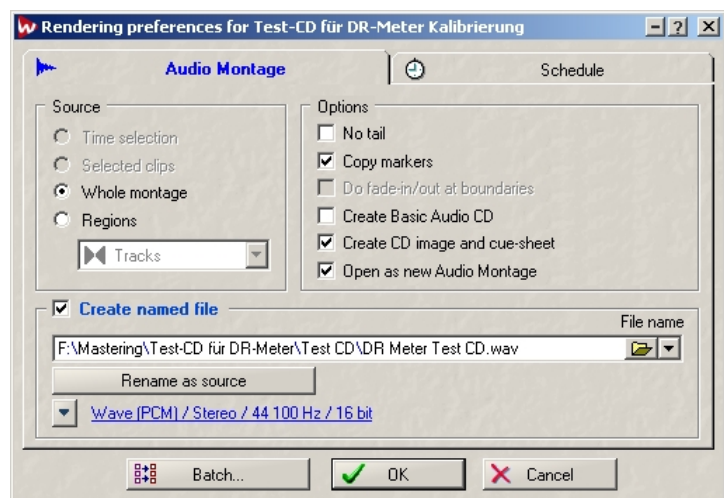 Rendering preferences for Test-CD für DR-Meter Kalibrierung
Audio Montage
Schedule
Source
Time selection
Selected clips
Whole montage
Regions
Tracks
Options
No tail
Copy markers
Do fade-in/out at boundaries
Create Basic Audio CD
Create CD image and cue-sheet
Open as new Audio Montage
Create named file
File name
F:\Mastering\Test-CD für DR-Meter\Test CD\DR Meter Test CD.wav
Rename as source
Wave (PCM) / Stereo / 44 100 Hz / 16 bit
Batch...
OK
Cancel